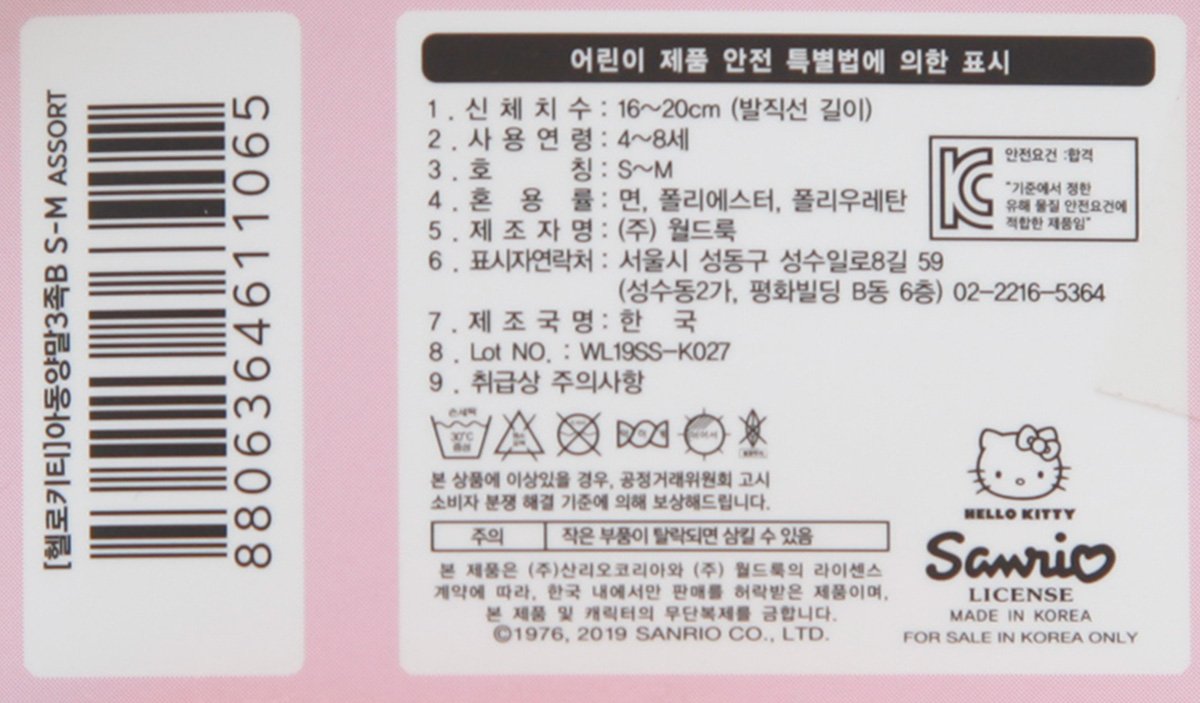 [헬로키티]아동양말3족B S-M ASSORT
8806364611065
어린이 제품 안전 특별법에 의한 표시
1 . 신 체 치 수 : 16~20cm (발직선 길이)
2 . 사 용 연 령 : 4~8세
3 . 호 칭 : S~M
4 . 혼 용 률 : 면, 폴리에스터, 폴리우레탄
5 . 제 조 자 명 : (주) 월드룩
6 . 표시자연락처 : 서울시 성동구 성수일로8길 59
(성수동2가, 평화빌딩 B동 6층) 02-2216-5364
7 . 제 조 국 명 : 한 국
8 . Lot NO. : WL19SS-K027
9 . 취급상 주의사항
KC
안전요건 :합격
"기준에서 정한
유해 물질 안전요건에
적합한 제품임"
손세탁
30℃
중성
본 상품에 이상있을 경우, 공정거래위원회 고시
소비자 분쟁 해결 기준에 의해 보상해드립니다.
주의 작은 부품이 탈락되면 삼킬 수 있음
본 제품은 (주)산리오코리아와 (주) 월드룩의 라이센스
계약에 따라, 한국 내에서만 판매를 허락받은 제품이며,
본 제품 및 캐릭터의 무단복제를 금합니다.
©1976, 2019 SANRIO CO., LTD.
HELLO KITTY
Sanrio
LICENSE
MADE IN KOREA
FOR SALE IN KOREA ONLY